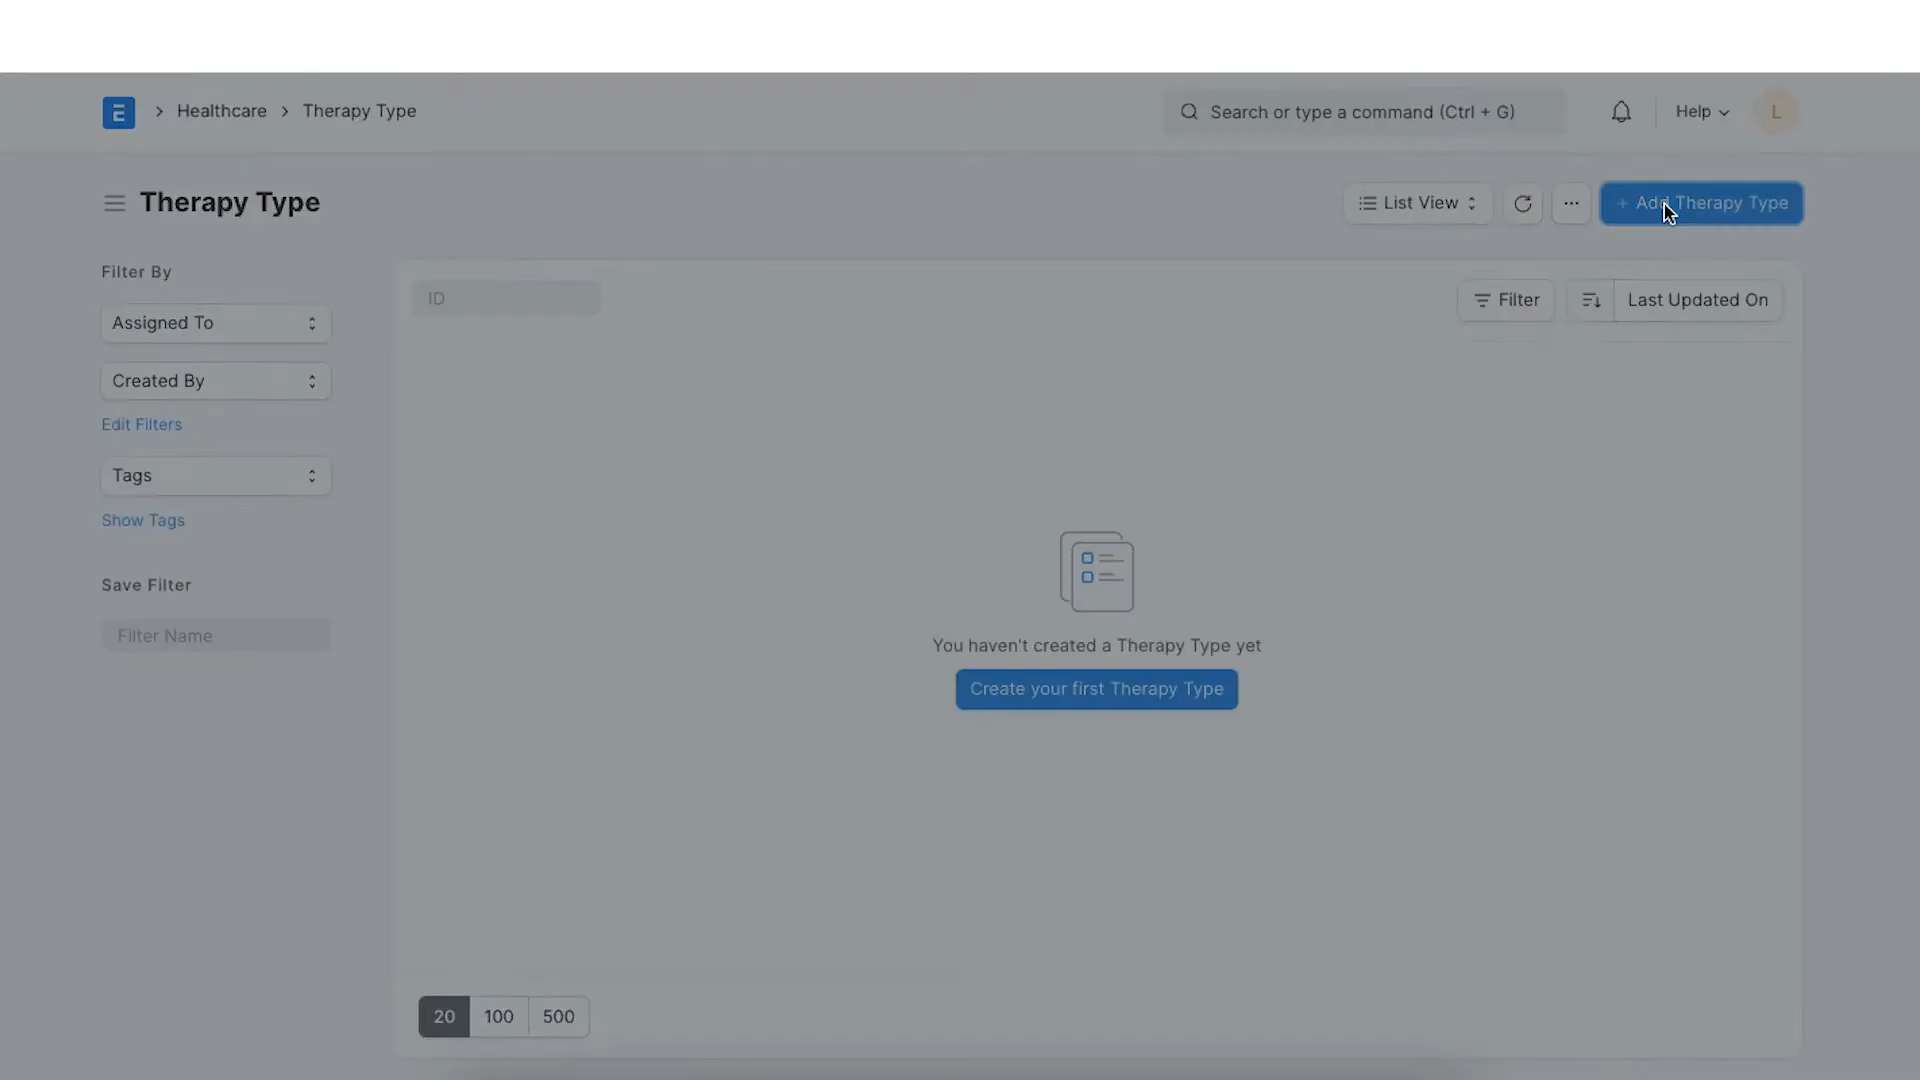 E
Healthcare
Therapy Type
Search or type a command (Ctrl + G)
Help
L
Therapy Type
List View
+ Add Therapy Type
Filter By
Assigned To
Created By
Edit Filters
Tags
Show Tags
Save Filter
Filter Name
ID
Filter
Last Updated On
You haven't created a Therapy Type yet
Create your first Therapy Type
20 100 500